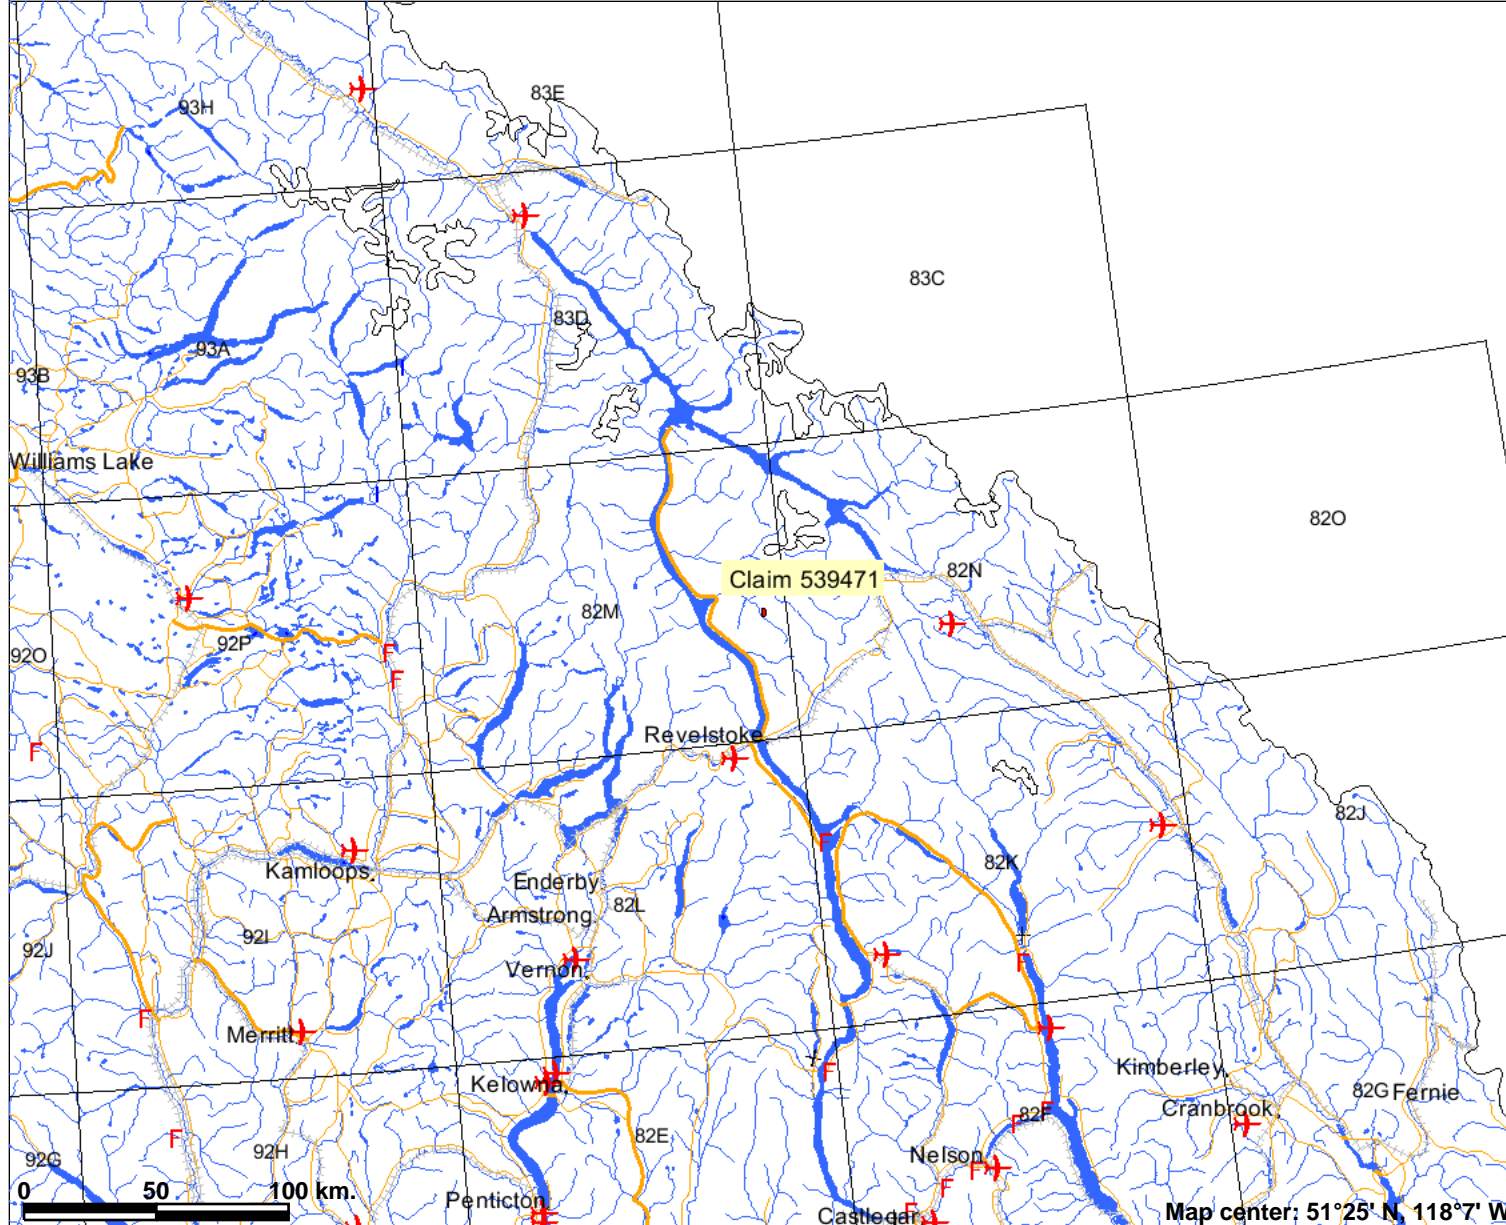 83E
93H
83C
83D
93A
93B
Williams Lake
82O
82N
Claim 539471
82M
92P
92O
F
F
F
Revelstoke
82J
F
82K
Kamloops
Enderby
82L
Armstrong
92I
92J
F
Vernon
F
Merritt
Kimberley
F
Kelowna
82G Fernie
Cranbrook
F
82F
F
F
82E
92H
Nelson
92G
F
F
0 50 100 km.
Penticton
F
Castlegar
Map center: 51°25' N, 118°7' W